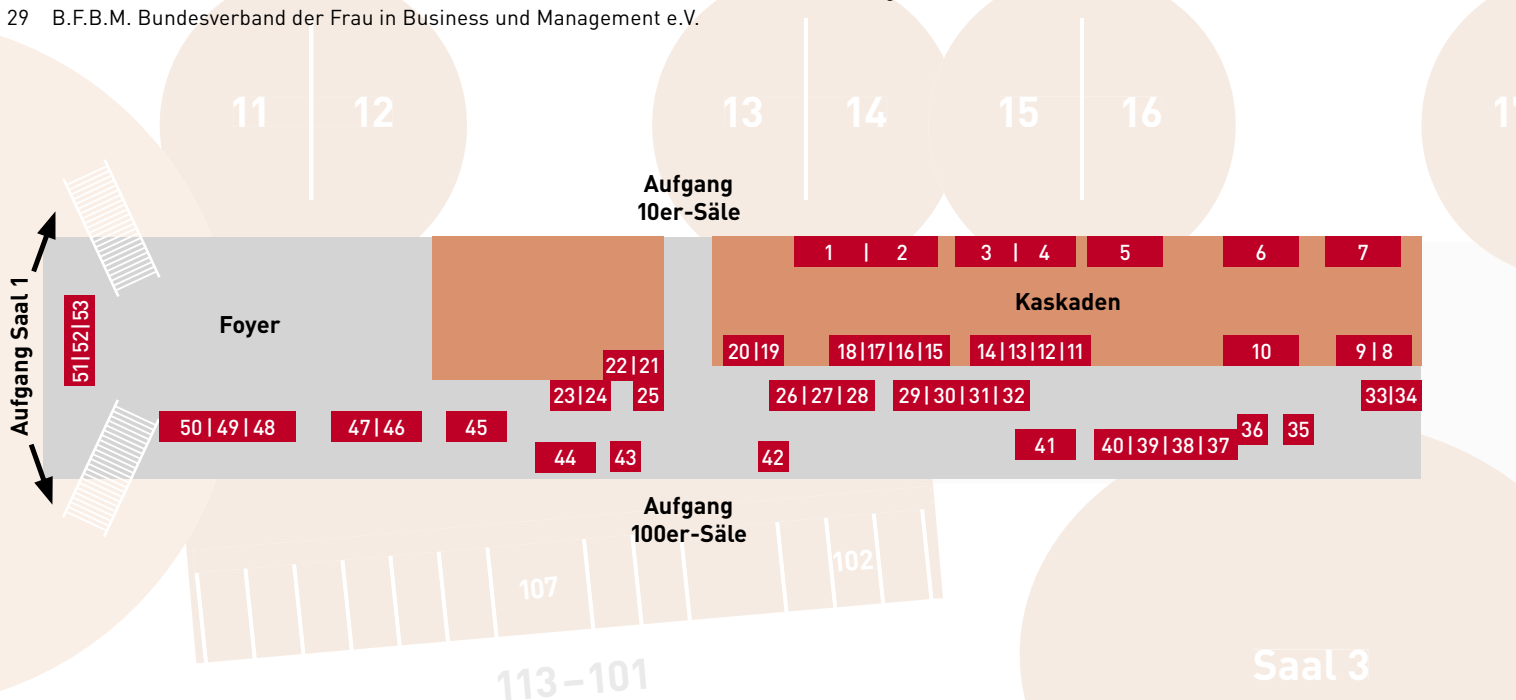 29 B.F.B.M. Bundesverband der Frau in Business und Management e.V.
11 12 13 14 15 16
Aufgang
10er-Säle
1 | 2 3 | 4 5 6 7
Aufgang Saal 1
51|52|53
Foyer
Kaskaden
20|19 18|17|16|15 14|13|12|11 10 9|8
22|21
23|24 25 26|27|28 29|30|31|32 33|34
50|49|48 47|46 45 41 40|39|38|37 36 35
44 43 42
Aufgang
100er-Säle
107 102
113–101
Saal 3